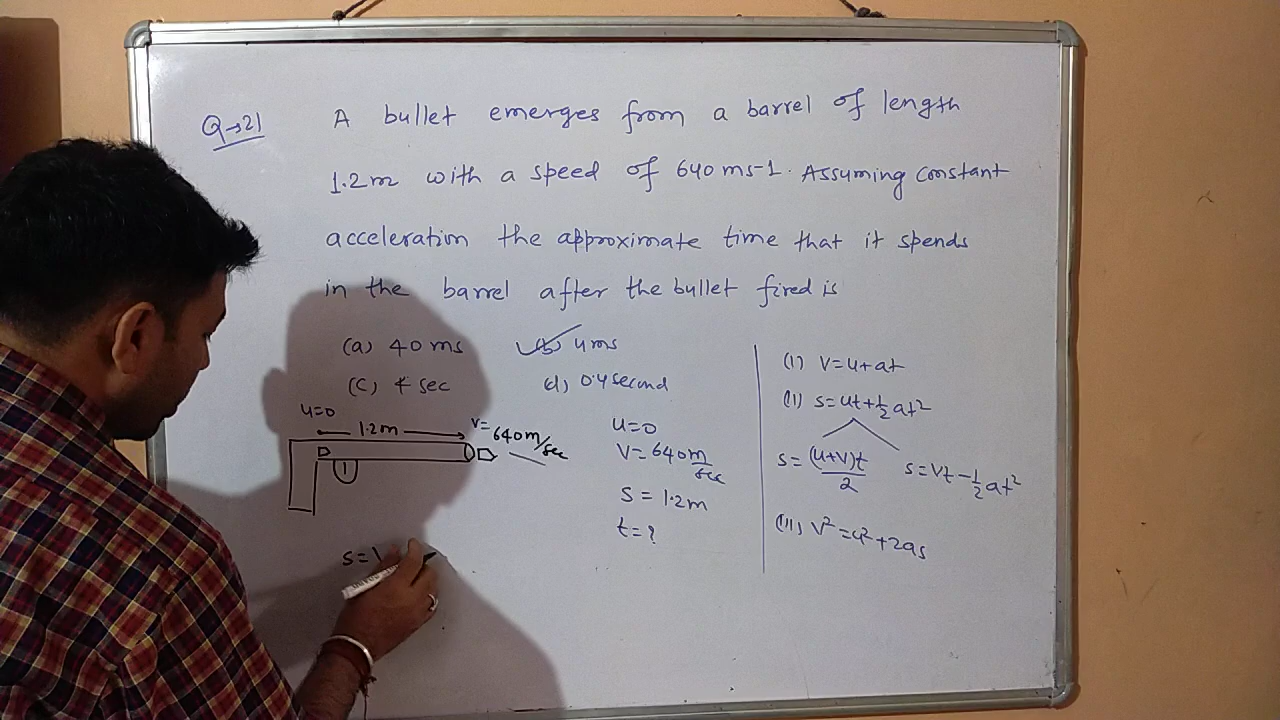 Q→21
A bullet emerges from a barrel of length
1.2m with a speed of 640 ms-1. Assuming constant
acceleration the approximate time that it spends
in the barrel after the bullet fired is
(a) 40 ms (b) 4ms
(c) 4 sec (d) 0.4 second
u=0
1.2m
V=640m/sec
u=0
V=640m/sec
s=1.2m
t=?
(I) V=u+at
(II) s=ut+½at²
s=(u+v)t/2 s=Vt-½at²
(III) V²=u²+2as
s=